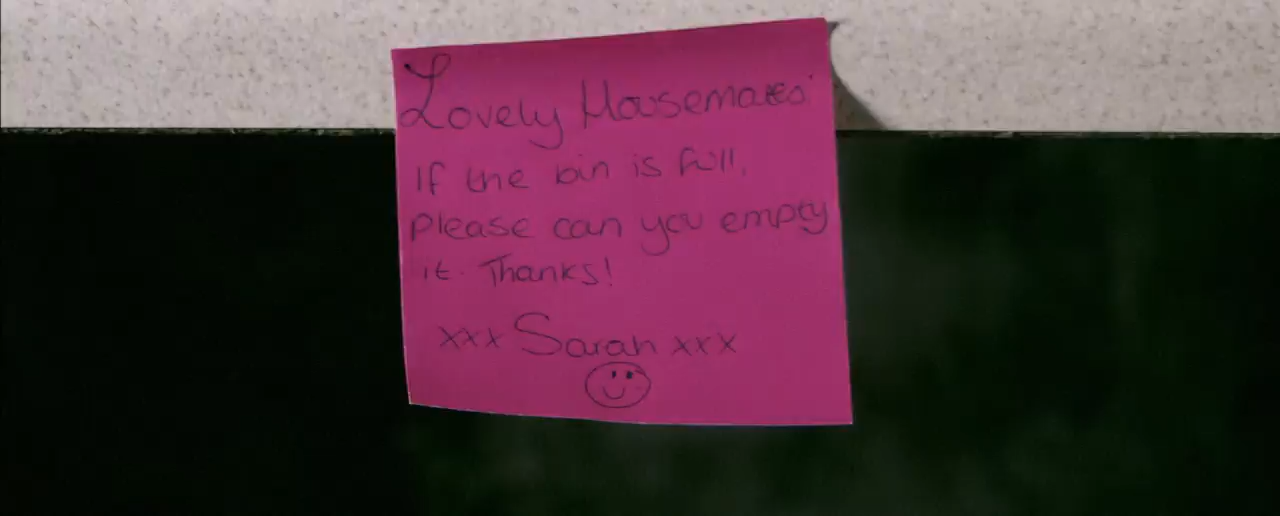 Lovely Housemates
If the bin is full,
please can you empty
it. Thanks!
xxx Sarah xxx